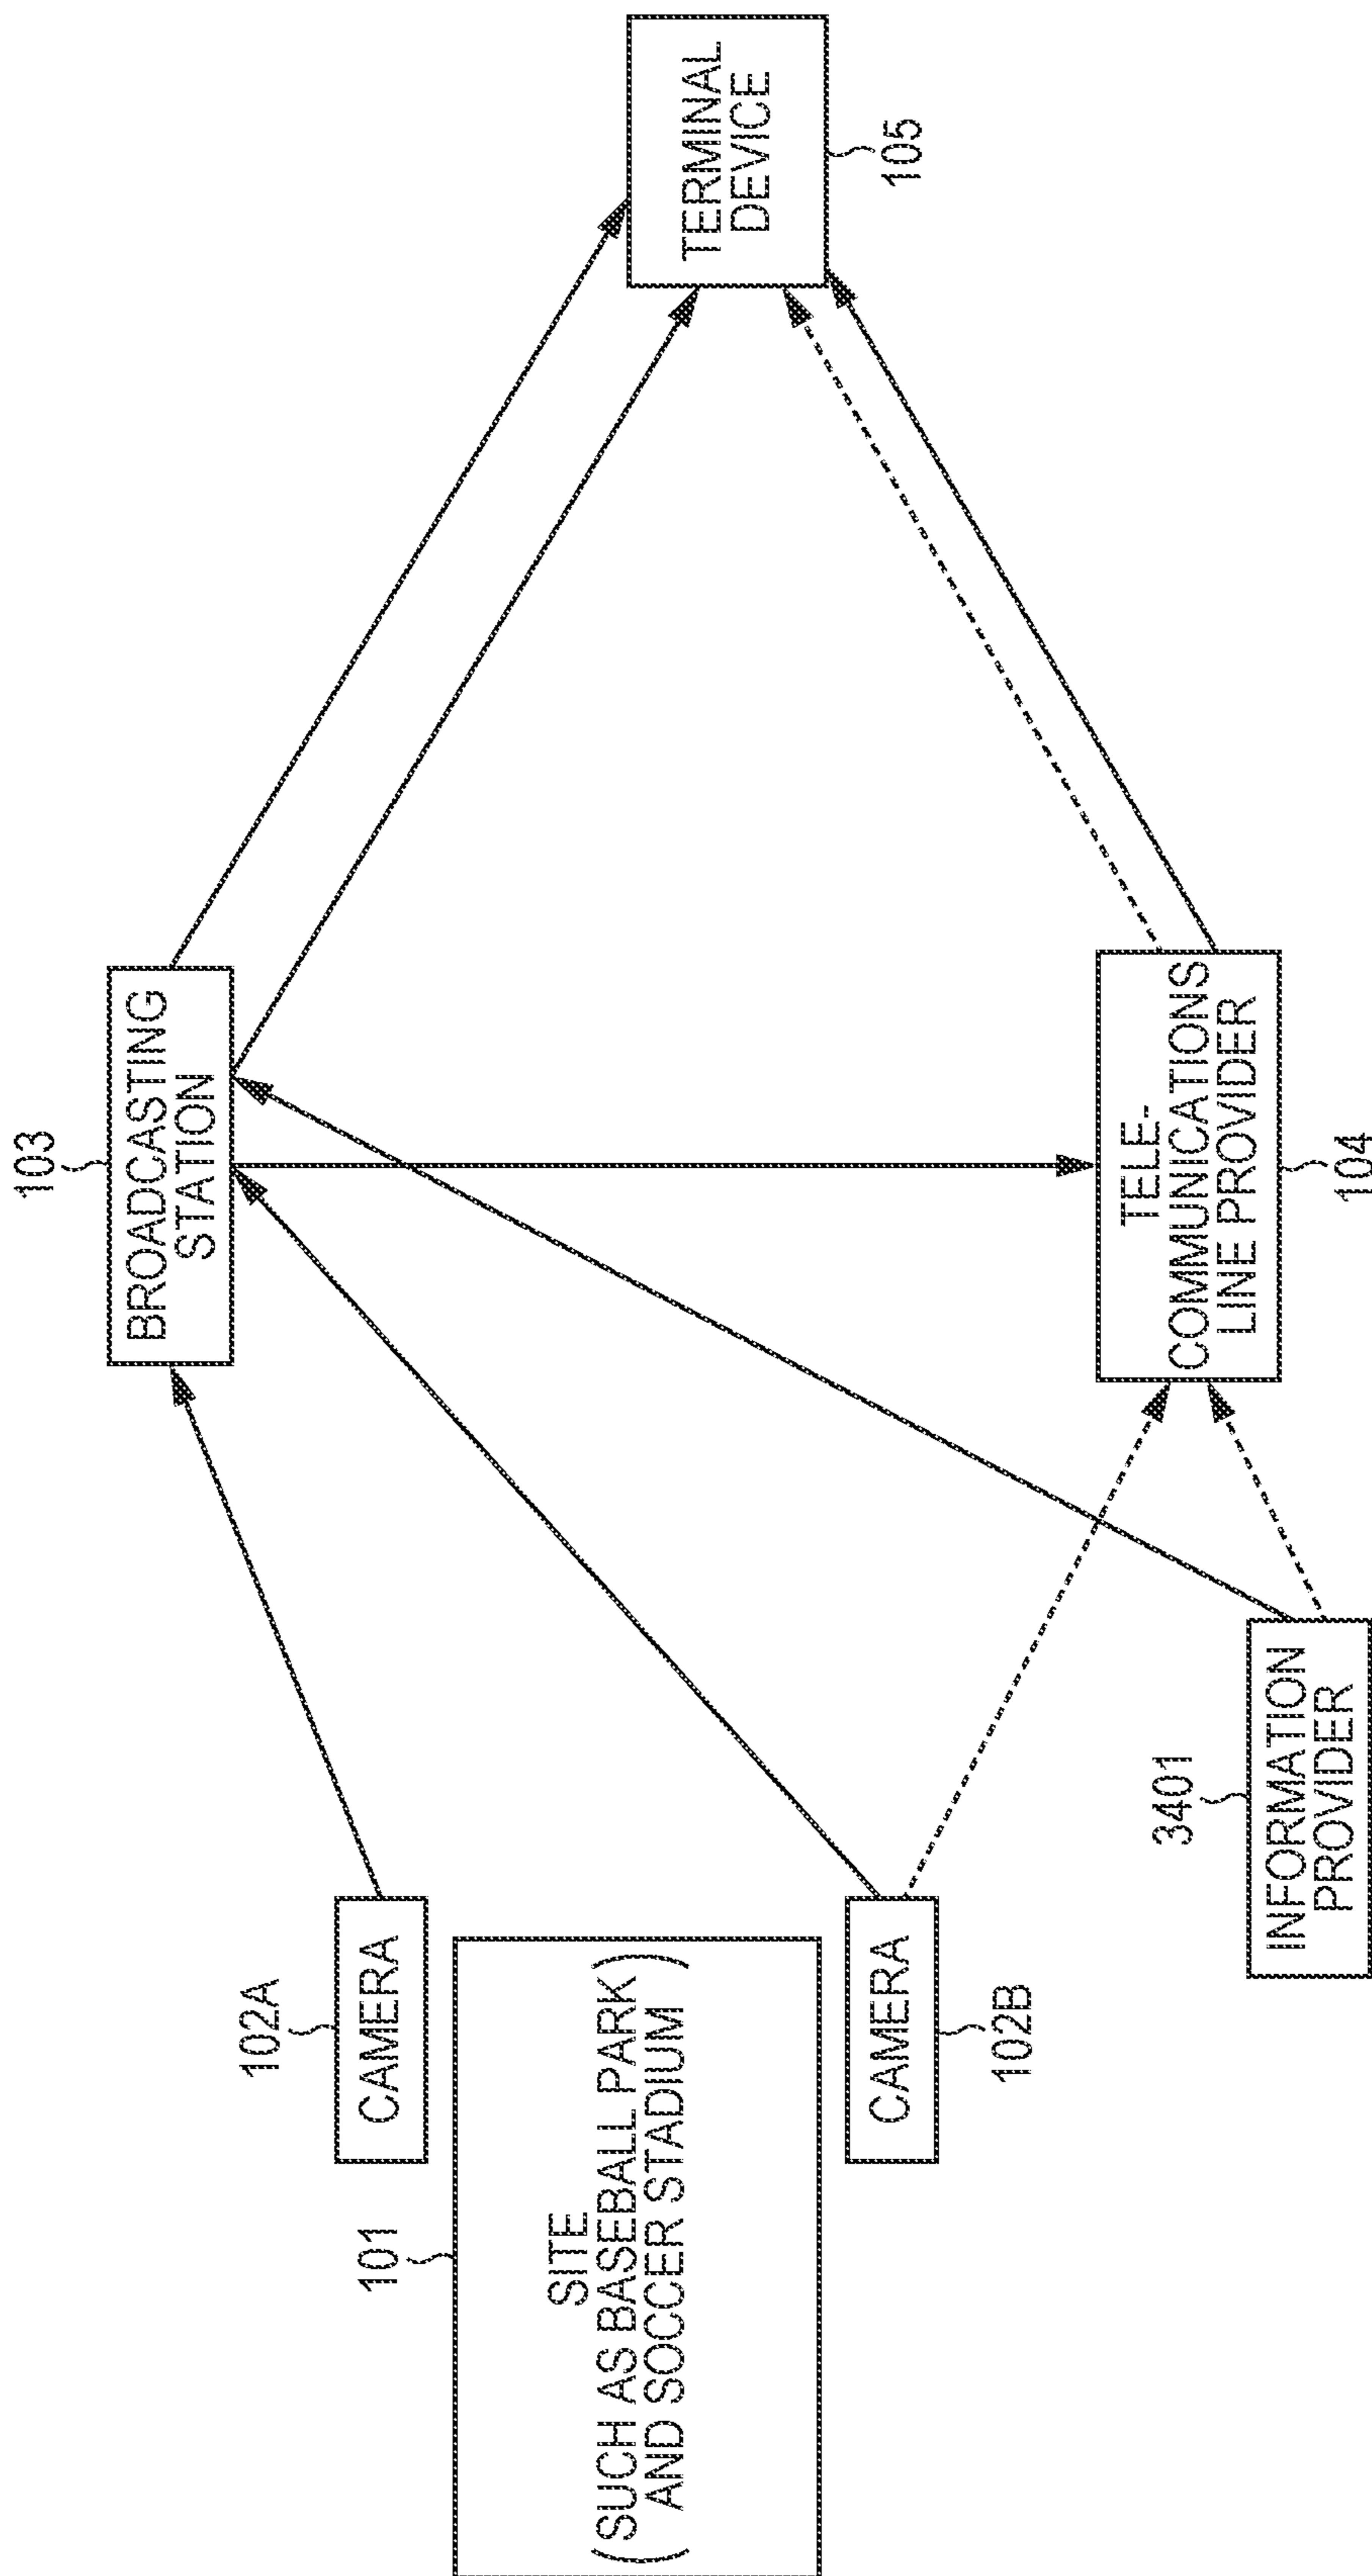 101
SITE
(SUCH AS BASEBALL PARK
AND SOCCER STADIUM)
102A
CAMERA
CAMERA
102B
3401
INFORMATION
PROVIDER
103
BROADCASTING
STATION
TELE-
COMMUNICATIONS
LINE PROVIDER
104
TERMINAL
DEVICE
105